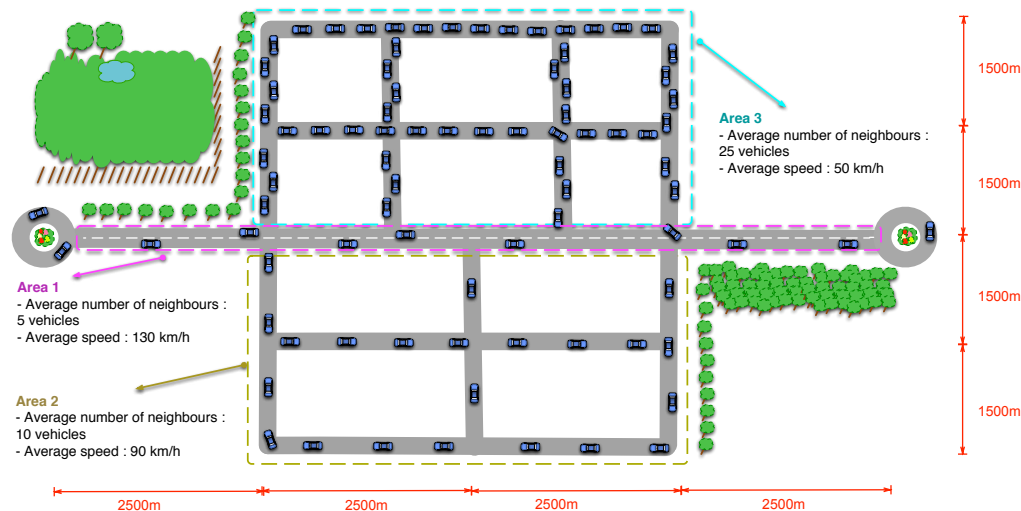 Area 3
- Average number of neighbours :
25 vehicles
- Average speed : 50 km/h
Area 1
- Average number of neighbours :
5 vehicles
- Average speed : 130 km/h
Area 2
- Average number of neighbours :
10 vehicles
- Average speed : 90 km/h
1500m
1500m
1500m
1500m
2500m
2500m
2500m
2500m